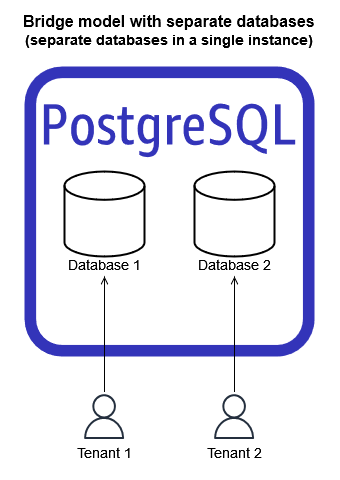 Bridge model with separate databases
(separate databases in a single instance)
PostgreSQL
Database 1
Database 2
Tenant 1
Tenant 2